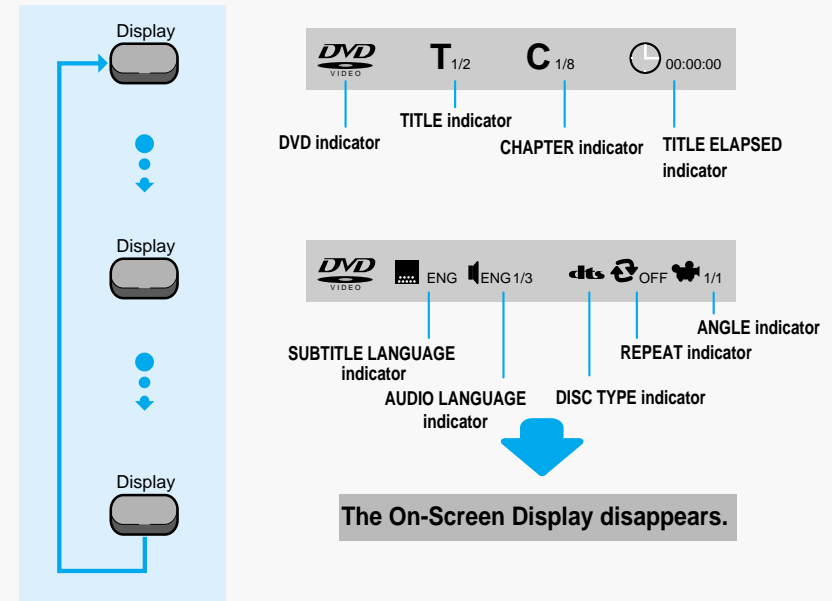 Display
DVD VIDEO T 1/2 C 1/8 00:00:00
TITLE indicator
DVD indicator
CHAPTER indicator
TITLE ELAPSED
indicator
Display
DVD VIDEO ENG ENG 1/3 dts OFF 1/1
ANGLE indicator
SUBTITLE LANGUAGE
indicator
REPEAT indicator
AUDIO LANGUAGE
indicator
DISC TYPE indicator
Display
The On-Screen Display disappears.